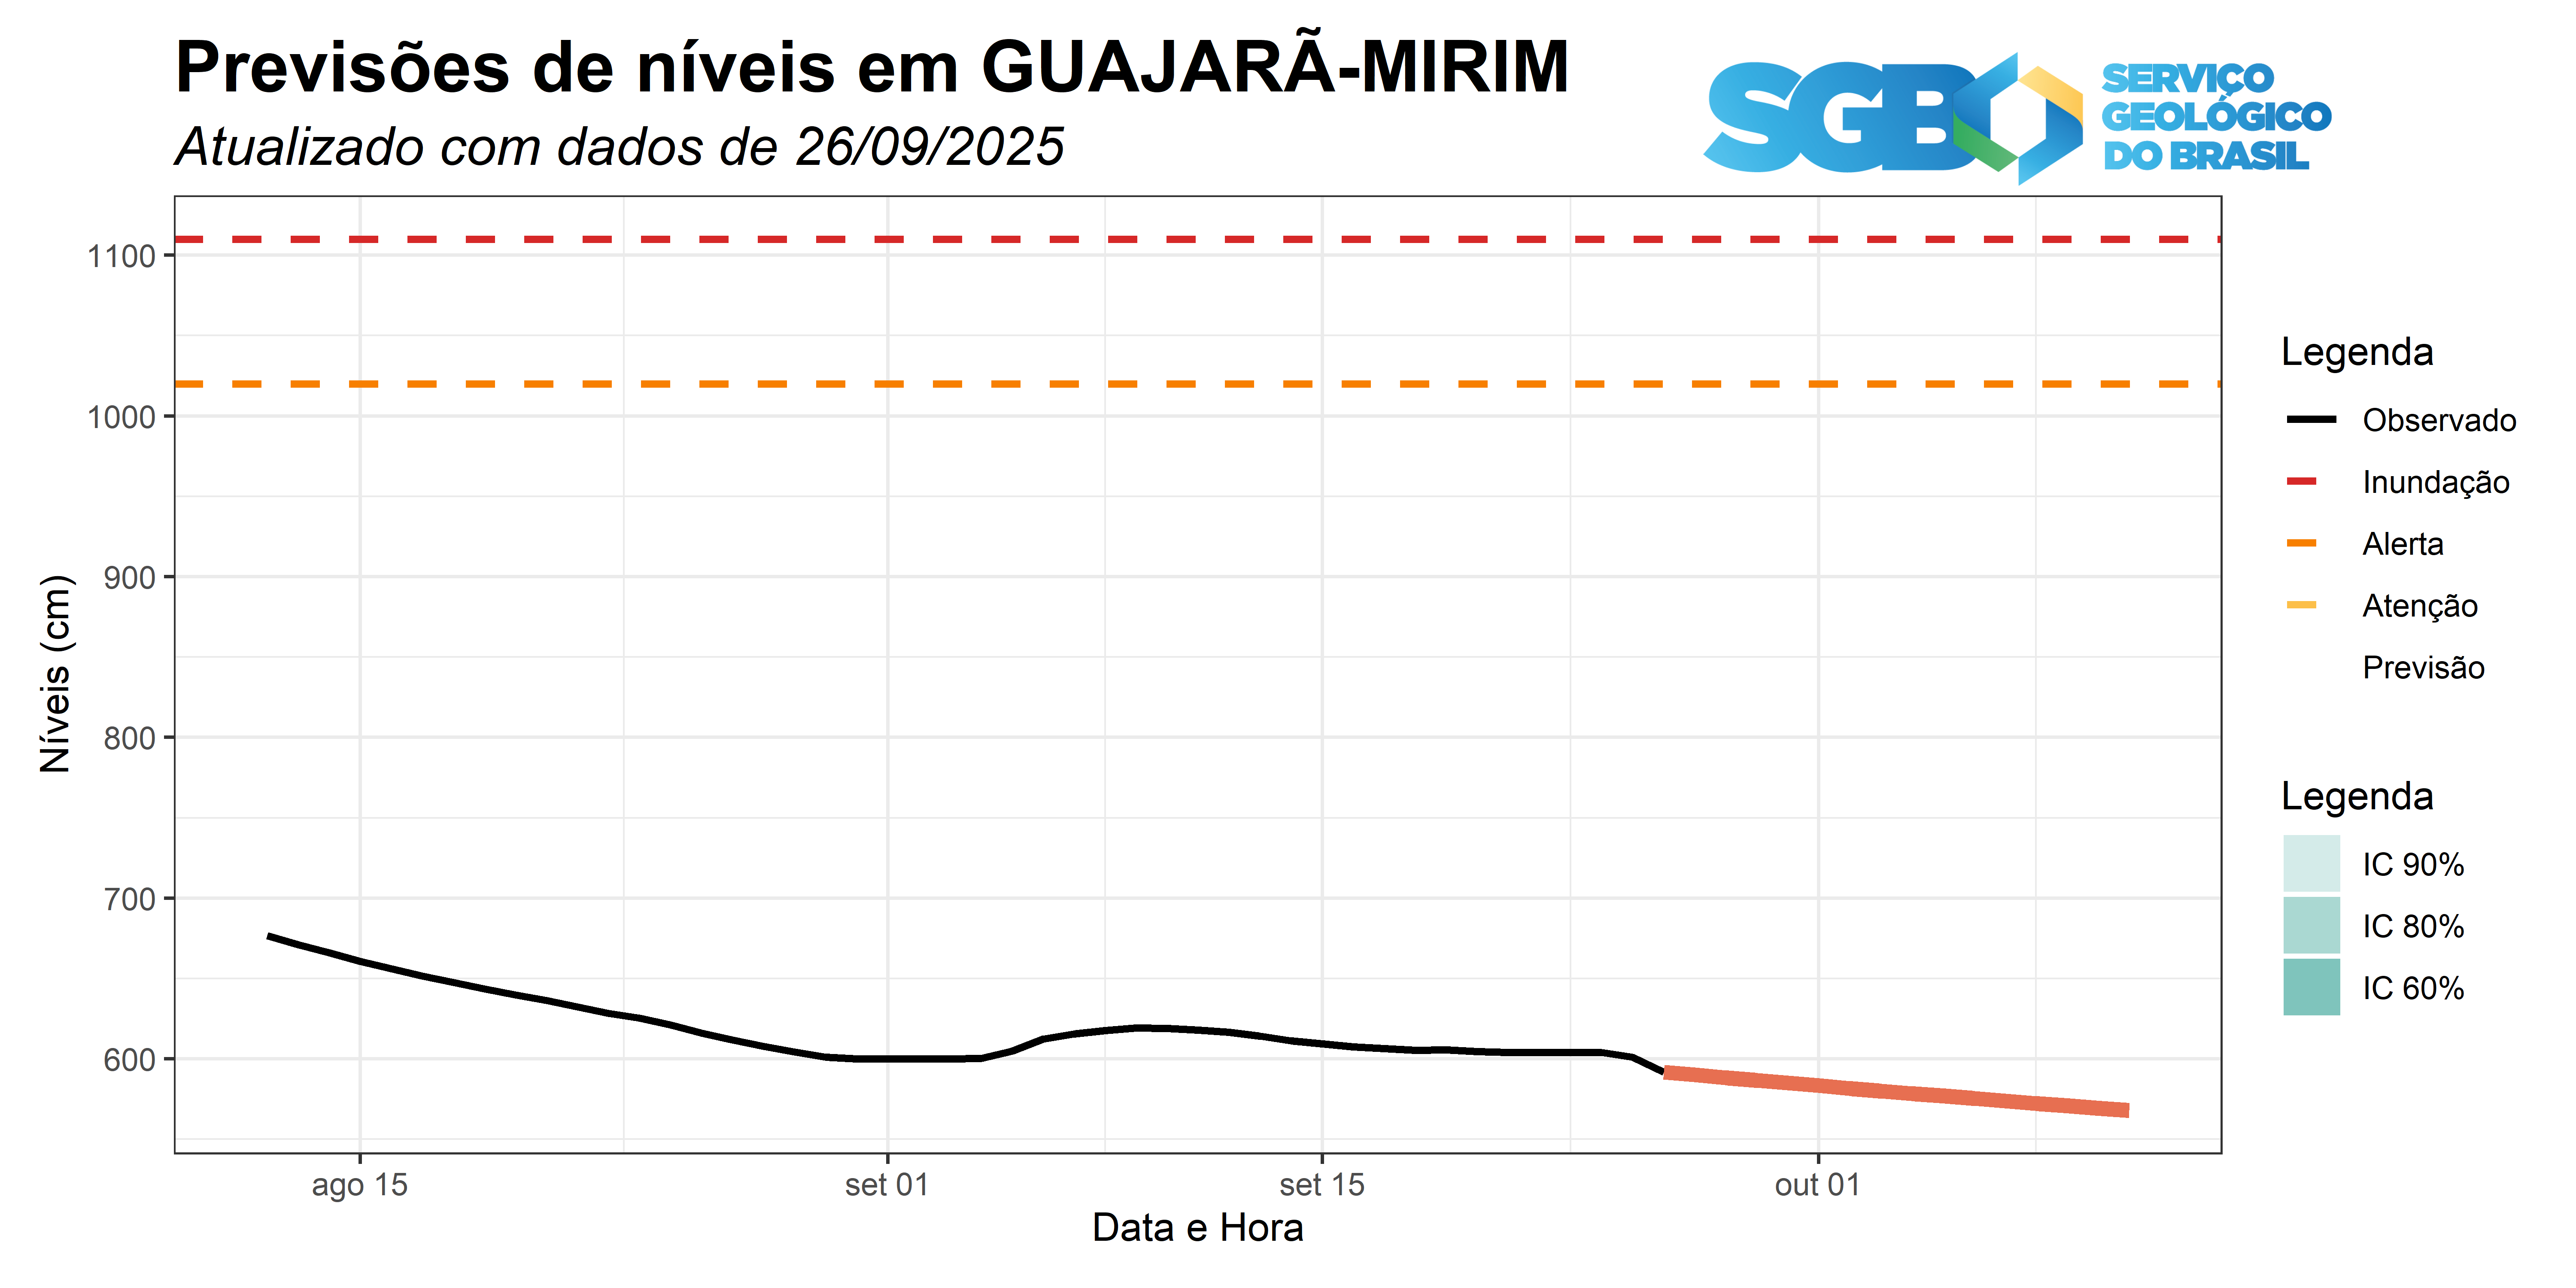 Previsões de níveis em GUAJARÃ-MIRIM
Atualizado com dados de 26/09/2025
SGB
SERVIÇO
GEOLÓGICO
DO BRASIL
1100
1000
900
800
700
600
Níveis (cm)
ago 15
set 01
set 15
out 01
Data e Hora
Legenda
Observado
Inundação
Alerta
Atenção
Previsão
Legenda
IC 90%
IC 80%
IC 60%